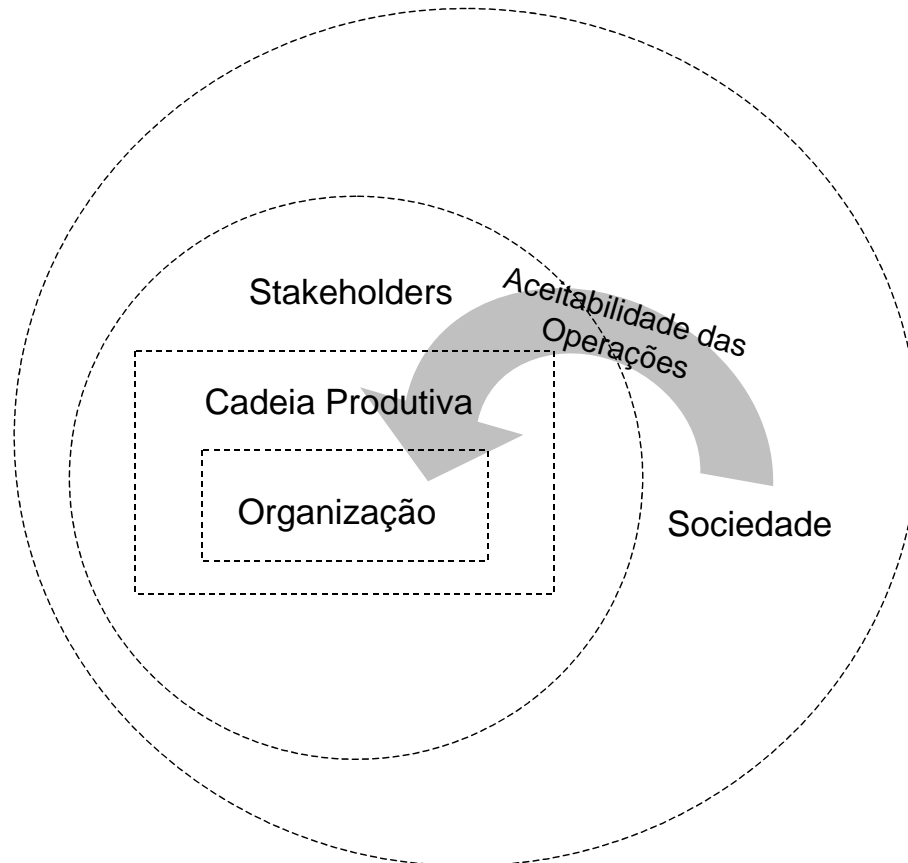 Stakeholders
Aceitabilidade das
Operações
Cadeia Produtiva
Organização
Sociedade